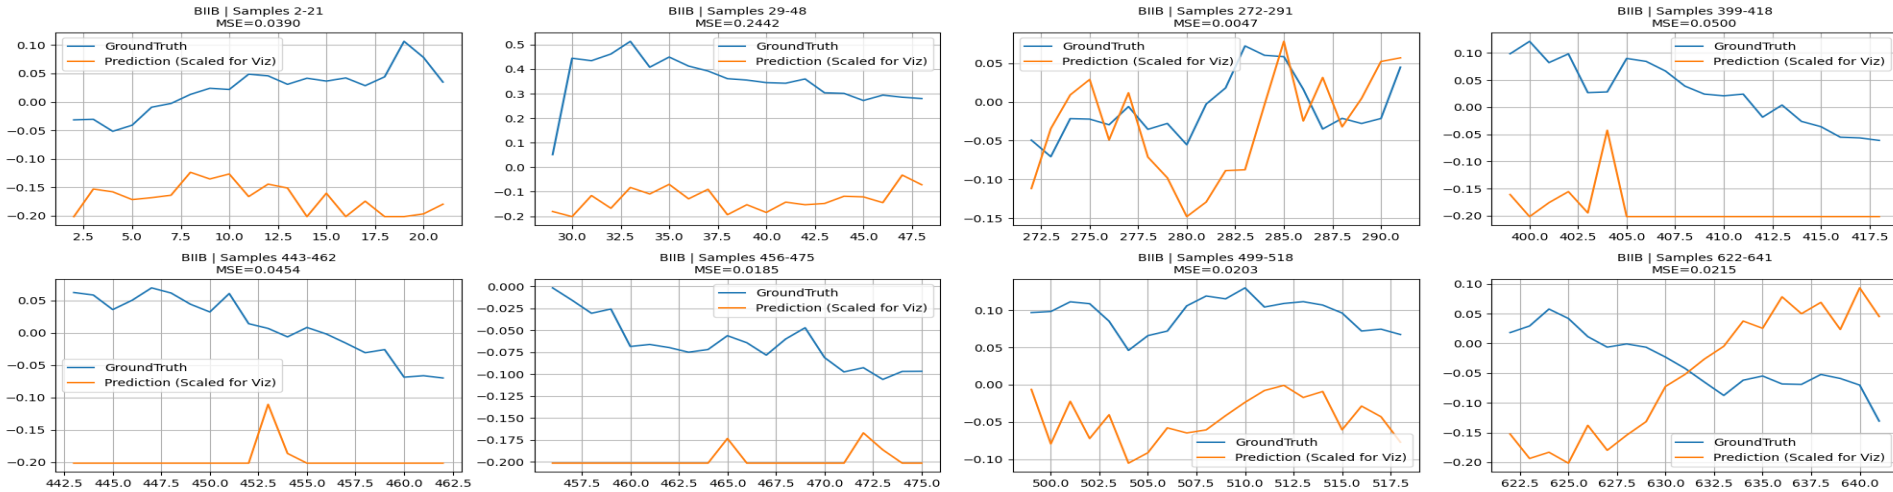 BIIB | Samples 2-21
MSE=0.0390
GroundTruth
Prediction (Scaled for Viz)
0.10
0.05
0.00
−0.05
−0.10
−0.15
−0.20
2.5 5.0 7.5 10.0 12.5 15.0 17.5 20.0
BIIB | Samples 29-48
MSE=0.2442
GroundTruth
Prediction (Scaled for Viz)
0.5
0.4
0.3
0.2
0.1
0.0
−0.1
−0.2
30.0 32.5 35.0 37.5 40.0 42.5 45.0 47.5
BIIB | Samples 272-291
MSE=0.0047
GroundTruth
Prediction (Scaled for Viz)
0.05
0.00
−0.05
−0.10
−0.15
272.5 275.0 277.5 280.0 282.5 285.0 287.5 290.0
BIIB | Samples 399-418
MSE=0.0500
GroundTruth
Prediction (Scaled for Viz)
0.10
0.05
0.00
−0.05
−0.10
−0.15
−0.20
400.0 402.5 405.0 407.5 410.0 412.5 415.0 417.5
BIIB | Samples 443-462
MSE=0.0454
0.05
0.00
−0.05
−0.10
−0.15
−0.20
GroundTruth
Prediction (Scaled for Viz)
442.5 445.0 447.5 450.0 452.5 455.0 457.5 460.0 462.5
BIIB | Samples 456-475
MSE=0.0185
GroundTruth
Prediction (Scaled for Viz)
0.000
−0.025
−0.050
−0.075
−0.100
−0.125
−0.150
−0.175
−0.200
457.5 460.0 462.5 465.0 467.5 470.0 472.5 475.0
BIIB | Samples 499-518
MSE=0.0203
0.10
0.05
0.00
−0.05
−0.10
GroundTruth
Prediction (Scaled for Viz)
500.0 502.5 505.0 507.5 510.0 512.5 515.0 517.5
BIIB | Samples 622-641
MSE=0.0215
0.10
0.05
0.00
−0.05
−0.10
−0.15
−0.20
GroundTruth
Prediction (Scaled for Viz)
622.5 625.0 627.5 630.0 632.5 635.0 637.5 640.0